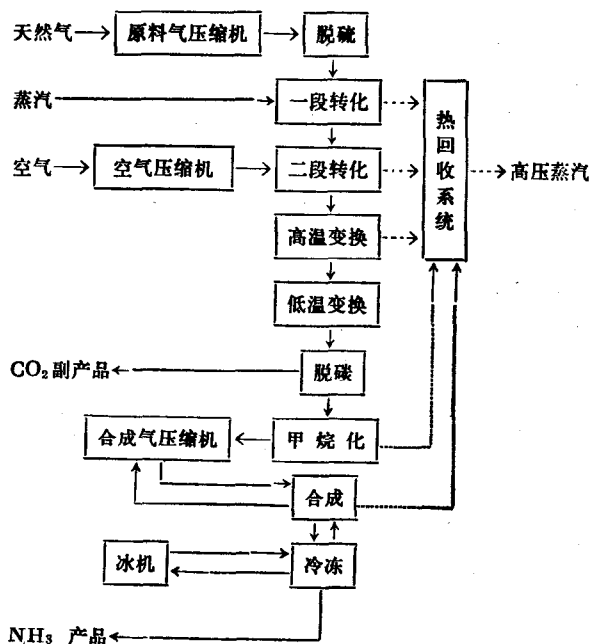 天然气 原料气压缩机 脱硫
蒸汽 一段转化
空气 空气压缩机 二段转化
热回收系统
高压蒸汽
高温变换
低温变换
CO₂副产品 脱碳
合成气压缩机 甲烷化
合成
冰机 冷冻
NH₃ 产品